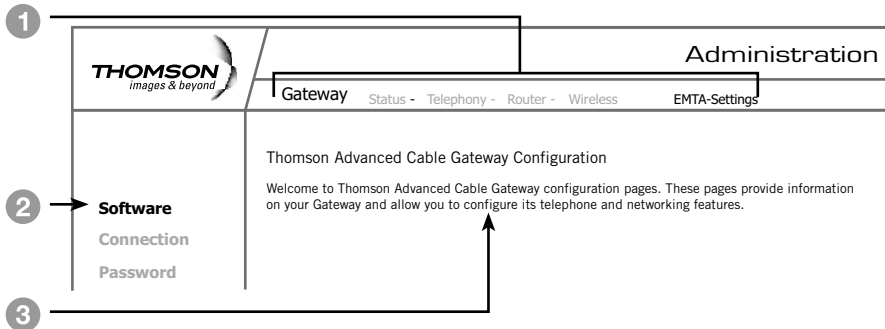 1
THOMSON
images & beyond
Administration
Gateway Status - Telephony - Router - Wireless EMTA-Settings
Thomson Advanced Cable Gateway Configuration
Welcome to Thomson Advanced Cable Gateway configuration pages. These pages provide information
on your Gateway and allow you to configure its telephone and networking features.
2
Software
Connection
Password
3